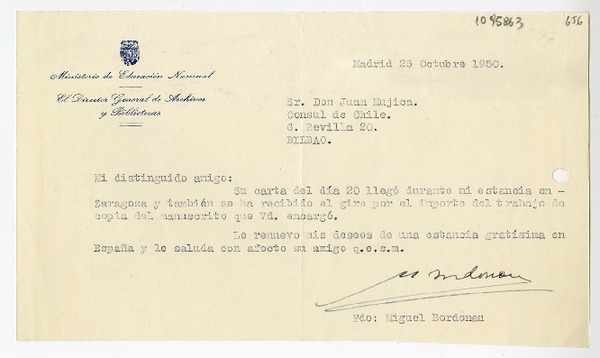 1095863
656
Ministerio de Educación Nacional
El Director General de Archivos
y Bibliotecas
Madrid 25 Octubre 1950.
Sr. Don Juan Mujica.
Consul de Chile.
G. Revilla 20.
BILBAO.
Mi distinguido amigo:
Su carta del día 20 llegó durante mi estancia en -
Zaragoza y también se ha recibido el giro por el importe del trabajo de
copia del manuscrito que Vd. encargó.
Le renuevo mis deseos de una estancia gratísima en
España y le saluda con afecto su amigo q.e.s.m.
M Bordonau
Fdo: Miguel Bordonau